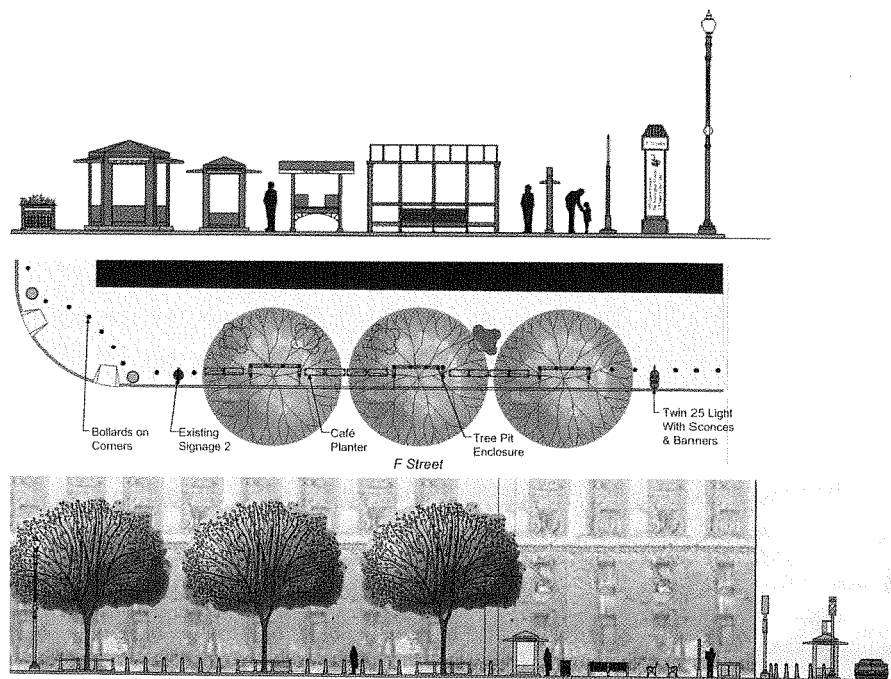 Bollards on
Corners
Existing
Signage 2
Café
Planter
Tree Pit
Enclosure
Twin 25 Light
With Sconces
& Banners
F Street